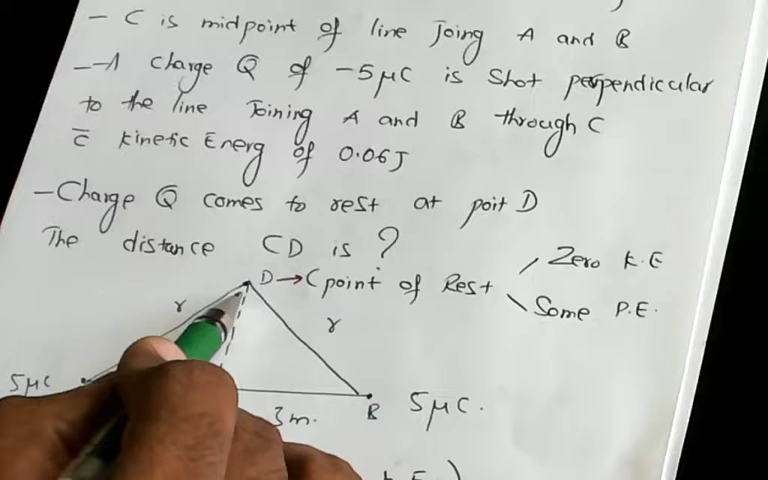 - C is midpoint of line Joing A and B
- A Charge Q of -5μC is Shot perpendicular
to the line Joining A and B through C
c̄ kinetic Energy of 0.06J
- Charge Q comes to rest at poit D
The distance CD is ?
Zero K.E
D → ( point of Rest
Some P.E.
r
r
5μC
B 5μC.
3m.